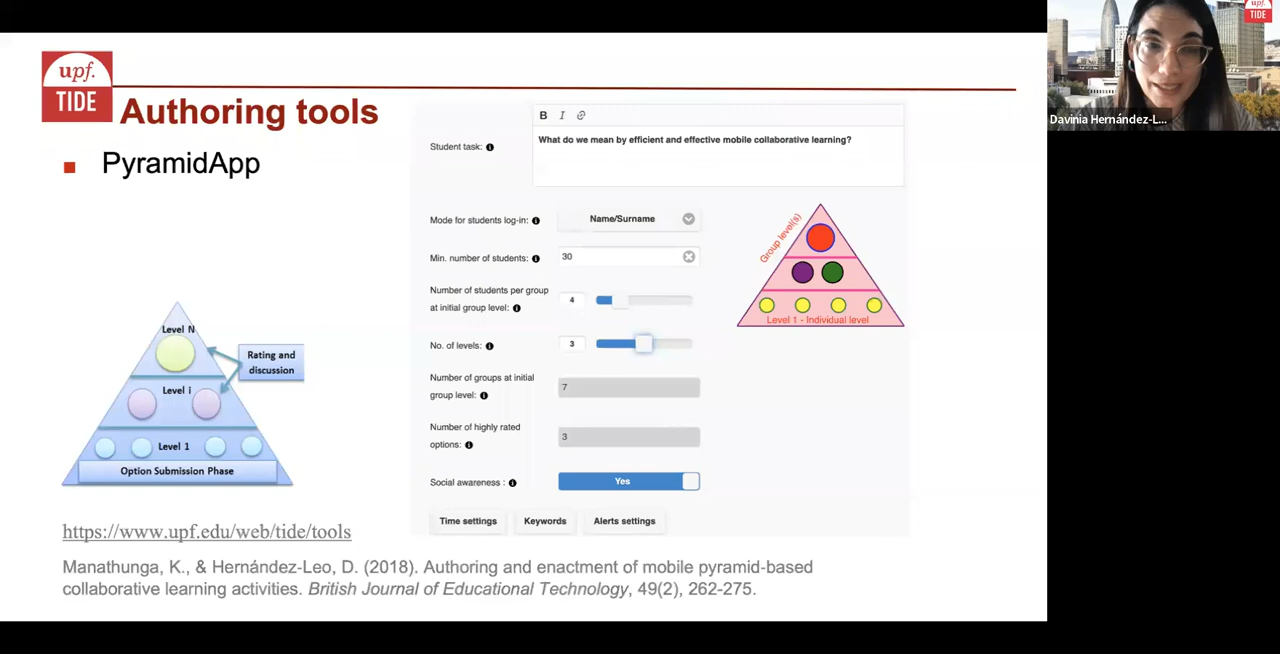 upf.
TIDE
Authoring tools
PyramidApp
Level N
Rating and
discussion
Level i
Level 1
Option Submission Phase
B I
Student task:
What do we mean by efficient and effective mobile collaborative learning?
Mode for students log-in:
Name/Surname
Min. number of students:
30
Number of students per group
at initial group level:
4
No. of levels:
3
Number of groups at initial
group level:
7
Number of highly rated
options:
3
Social awareness :
Yes
Time settings
Keywords
Alerts settings
Group level(s)
Level 1 - Individual level
https://www.upf.edu/web/tide/tools
Manathunga, K., & Hernández-Leo, D. (2018). Authoring and enactment of mobile pyramid-based
collaborative learning activities. British Journal of Educational Technology, 49(2), 262-275.
upf.
TIDE
Davinia Hernández-L...